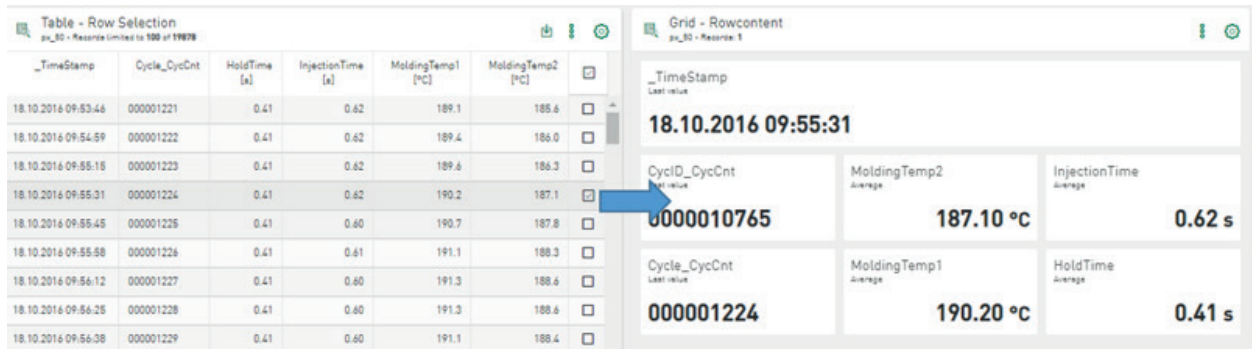 Table - Row Selection
px_80 - Records limited to 100 of 19878
_TimeStamp Cycle_CycCnt HoldTime [s] InjectionTime [s] MoldingTemp1 [°C] MoldingTemp2 [°C]
18.10.2016 09:53:46 000001221 0.41 0.62 189.1 185.6
18.10.2016 09:54:59 000001222 0.41 0.62 189.4 186.0
18.10.2016 09:55:15 000001223 0.41 0.62 189.6 186.3
18.10.2016 09:55:31 000001224 0.41 0.62 190.2 187.1
18.10.2016 09:55:45 000001225 0.41 0.60 190.7 187.8
18.10.2016 09:55:58 000001226 0.41 0.61 191.1 188.3
18.10.2016 09:56:12 000001227 0.41 0.60 191.3 188.6
18.10.2016 09:56:25 000001228 0.41 0.60 191.3 188.6
18.10.2016 09:56:38 000001229 0.41 0.60 191.1 188.4
Grid - Rowcontent
px_80 - Records: 1
_TimeStamp
Last value
18.10.2016 09:55:31
CycID_CycCnt
Last value
0000010765
MoldingTemp2
Average
187.10 °C
InjectionTime
Average
0.62 s
Cycle_CycCnt
Last value
000001224
MoldingTemp1
Average
190.20 °C
HoldTime
Average
0.41 s